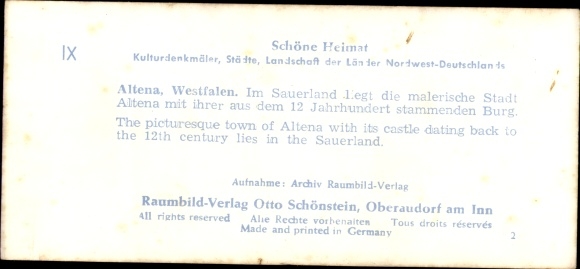 IX
Schöne Heimat
Kulturdenkmäler, Städte, Landschaft der Länder Nordwest-Deutschlands
Altena, Westfalen. Im Sauerland liegt die malerische Stadt
Altena mit ihrer aus dem 12 Jahrhundert stammenden Burg.
The picturesque town of Altena with its castle dating back to
the 12th century lies in the Sauerland.
Aufnahme: Archiv Raumbild-Verlag
Raumbild-Verlag Otto Schönstein, Oberaudorf am Inn
All rights reserved Alle Rechte vorbehalten Tous droits réservés
Made and printed in Germany
2